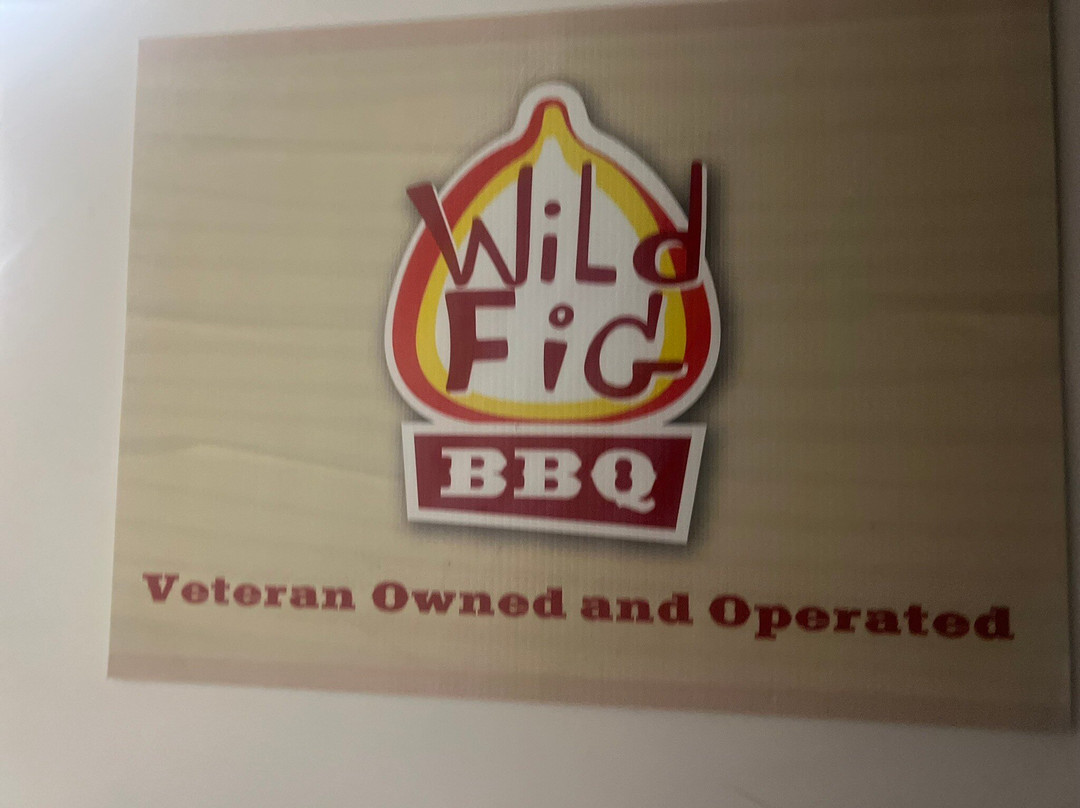 WiLd
FiG
BBQ
Veteran Owned and Operated